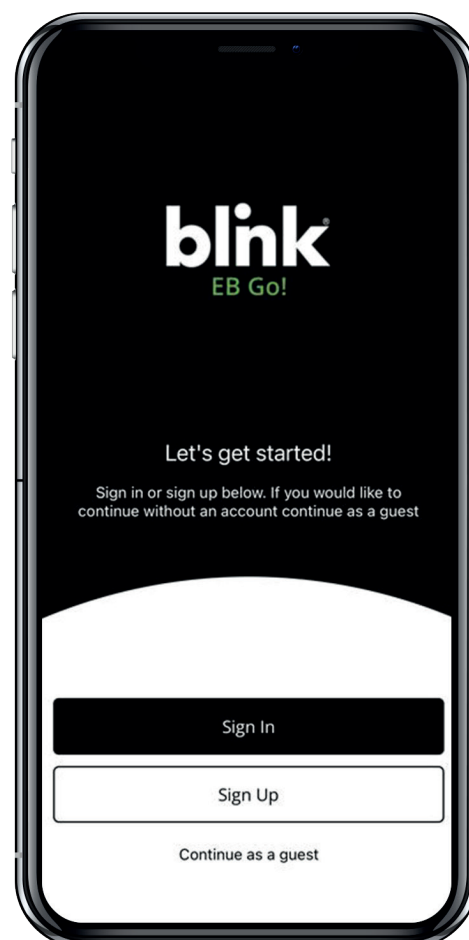 blink®
EB Go!
Let's get started!
Sign in or sign up below. If you would like to
continue without an account continue as a guest
Sign In
Sign Up
Continue as a guest